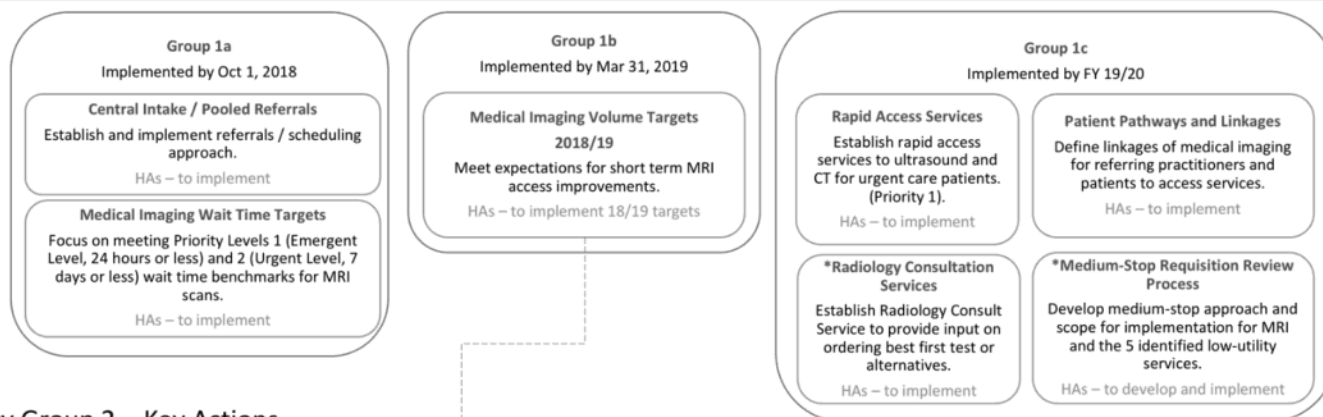 Group 1a
Implemented by Oct 1, 2018
Central Intake / Pooled Referrals
Establish and implement referrals / scheduling
approach.
HAs – to implement
Medical Imaging Wait Time Targets
Focus on meeting Priority Levels 1 (Emergent
Level, 24 hours or less) and 2 (Urgent Level, 7
days or less) wait time benchmarks for MRI
scans.
HAs – to implement
Group 1b
Implemented by Mar 31, 2019
Medical Imaging Volume Targets
2018/19
Meet expectations for short term MRI
access improvements.
HAs – to implement 18/19 targets
Group 1c
Implemented by FY 19/20
Rapid Access Services
Establish rapid access
services to ultrasound and
CT for urgent care patients.
(Priority 1).
HAs – to implement
Patient Pathways and Linkages
Define linkages of medical imaging
for referring practitioners and
patients to access services.
HAs – to implement
*Radiology Consultation
Services
Establish Radiology Consult
Service to provide input on
ordering best first test or
alternatives.
HAs – to implement
*Medium-Stop Requisition Review
Process
Develop medium-stop approach and
scope for implementation for MRI
and the 5 identified low-utility
services.
HAs – to develop and implement